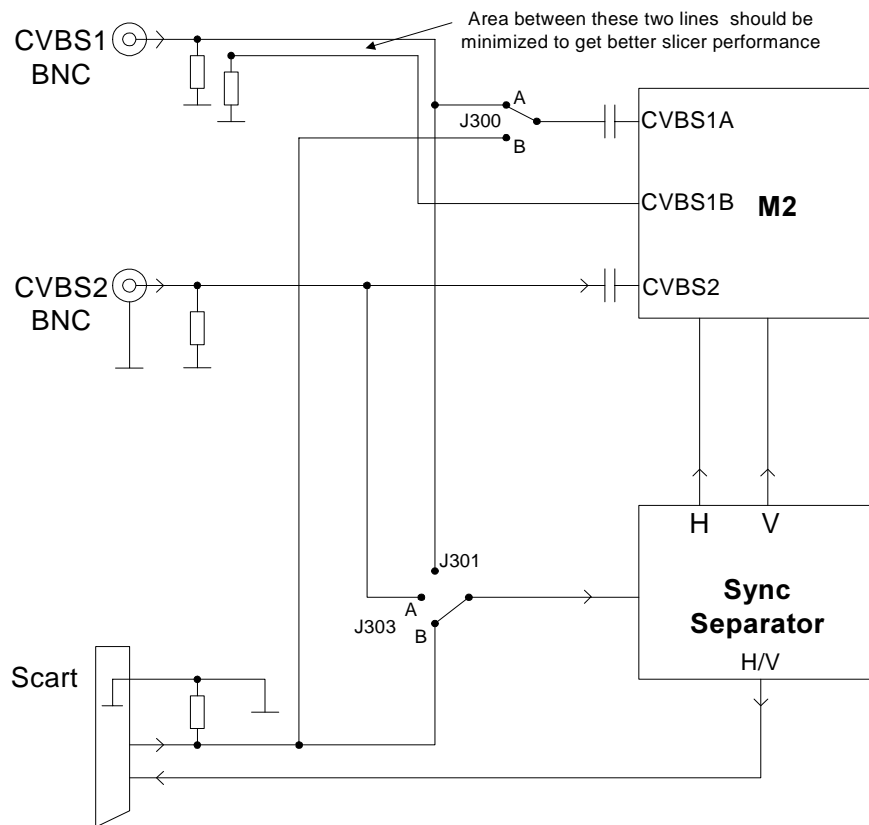 Area between these two lines should be
minimized to get better slicer performance
CVBS1
BNC
A
J300
B
CVBS1A
CVBS1B
M2
CVBS2
BNC
CVBS2
H V
J301
A
J303
B
Sync
Separator
H/V
Scart